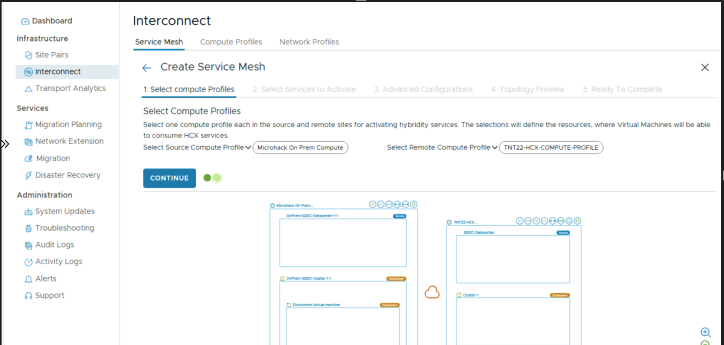 Dashboard
Infrastructure
Site Pairs
Interconnect
Transport Analytics
Services
Migration Planning
Network Extension
Migration
Disaster Recovery
Administration
System Updates
Troubleshooting
Audit Logs
Activity Logs
Alerts
Support
Interconnect
Service Mesh Compute Profiles Network Profiles
Create Service Mesh
1. Select compute Profiles 2. Select Services to Activate 3. Advanced Configurations 4. Topology Preview 5. Ready To Complete
Select Compute Profiles
Select one compute profile each in the source and remote sites for activating hybridity services. The selections will define the resources, where Virtual Machines will be able
to consume HCX services.
Select Source Compute Profile Microhack On Prem Compute Select Remote Compute Profile TNT22-HCX-COMPUTE-PROFILE
CONTINUE
Microhack On Prem...
OnPrem-SDDC-Datacenter-1-1 Service
TNT22-HCX...
SDDC-Datacenter Service
OnPrem-SDDC-Cluster-1-1 Deployment
Cluster-1 Deployment
Discovered virtual machine Deployment